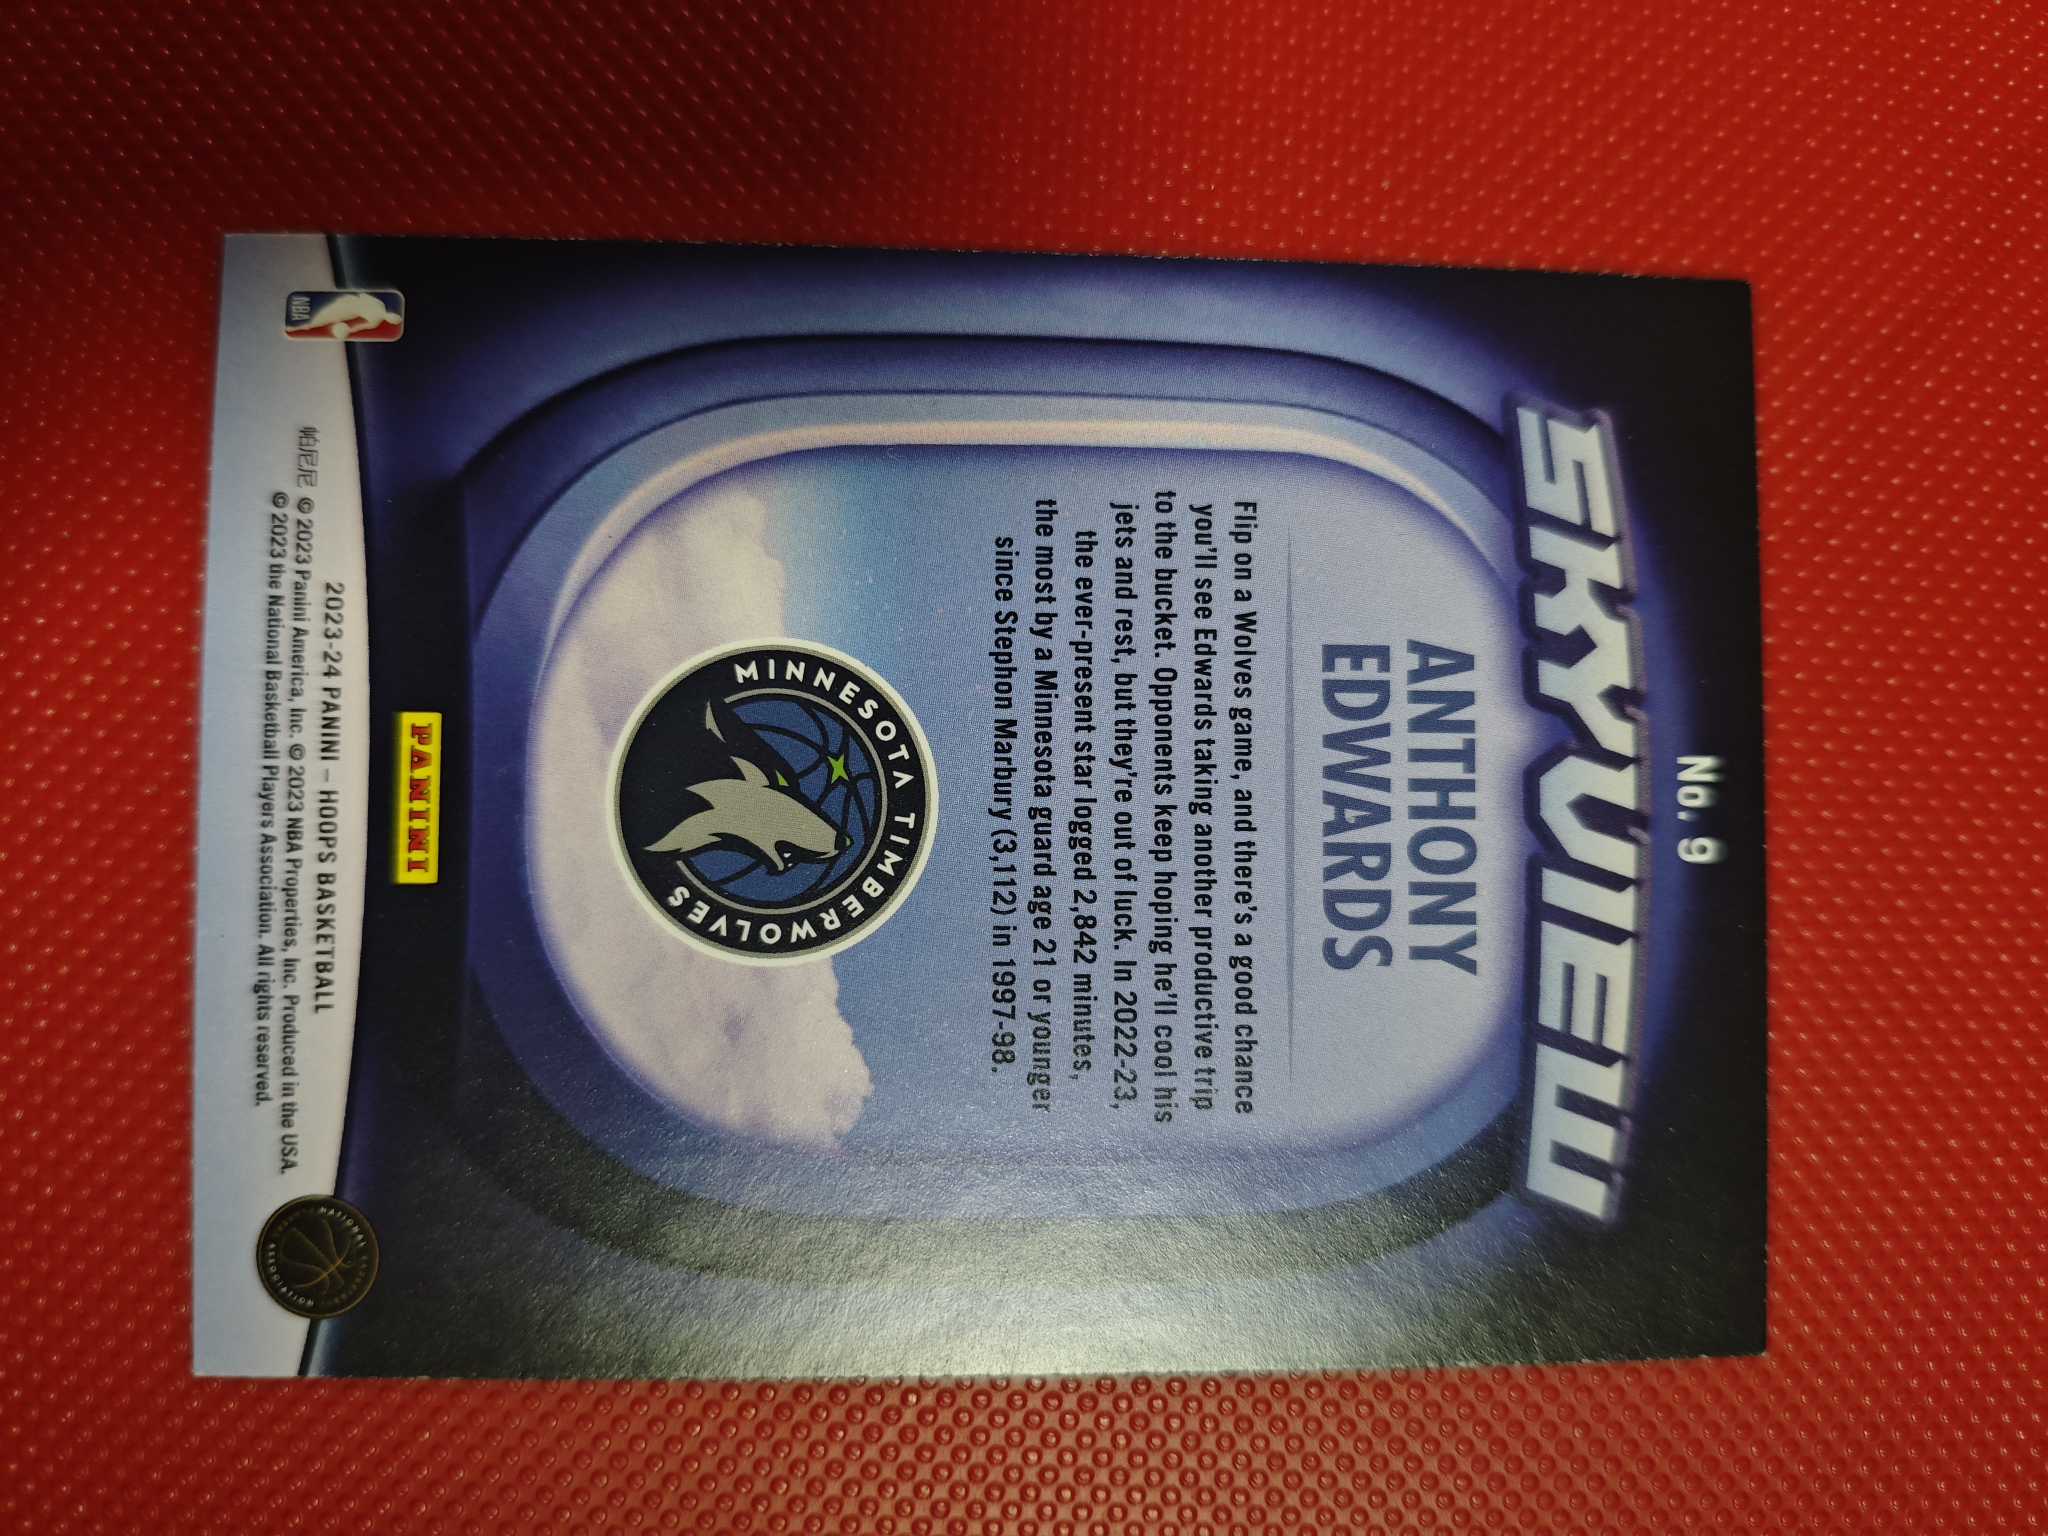 No. 9
SKYVIEW
ANTHONY
EDWARDS
Flip on a Wolves game, and there's a good chance
you'll see Edwards taking another productive trip
to the bucket. Opponents keep hoping he'll cool his
jets and rest, but they're out of luck. In 2022-23,
the ever-present star logged 2,842 minutes,
the most by a Minnesota guard age 21 or younger
since Stephon Marbury (3,112) in 1997-98.
MINNESOTA TIMBERWOLVES
PANINI
NBA
2023-24 PANINI – HOOPS BASKETBALL
帕尼尼 © 2023 Panini America, Inc. © 2023 NBA Properties, Inc. Produced in the USA.
© 2023 the National Basketball Players Association. All rights reserved.
NATIONAL